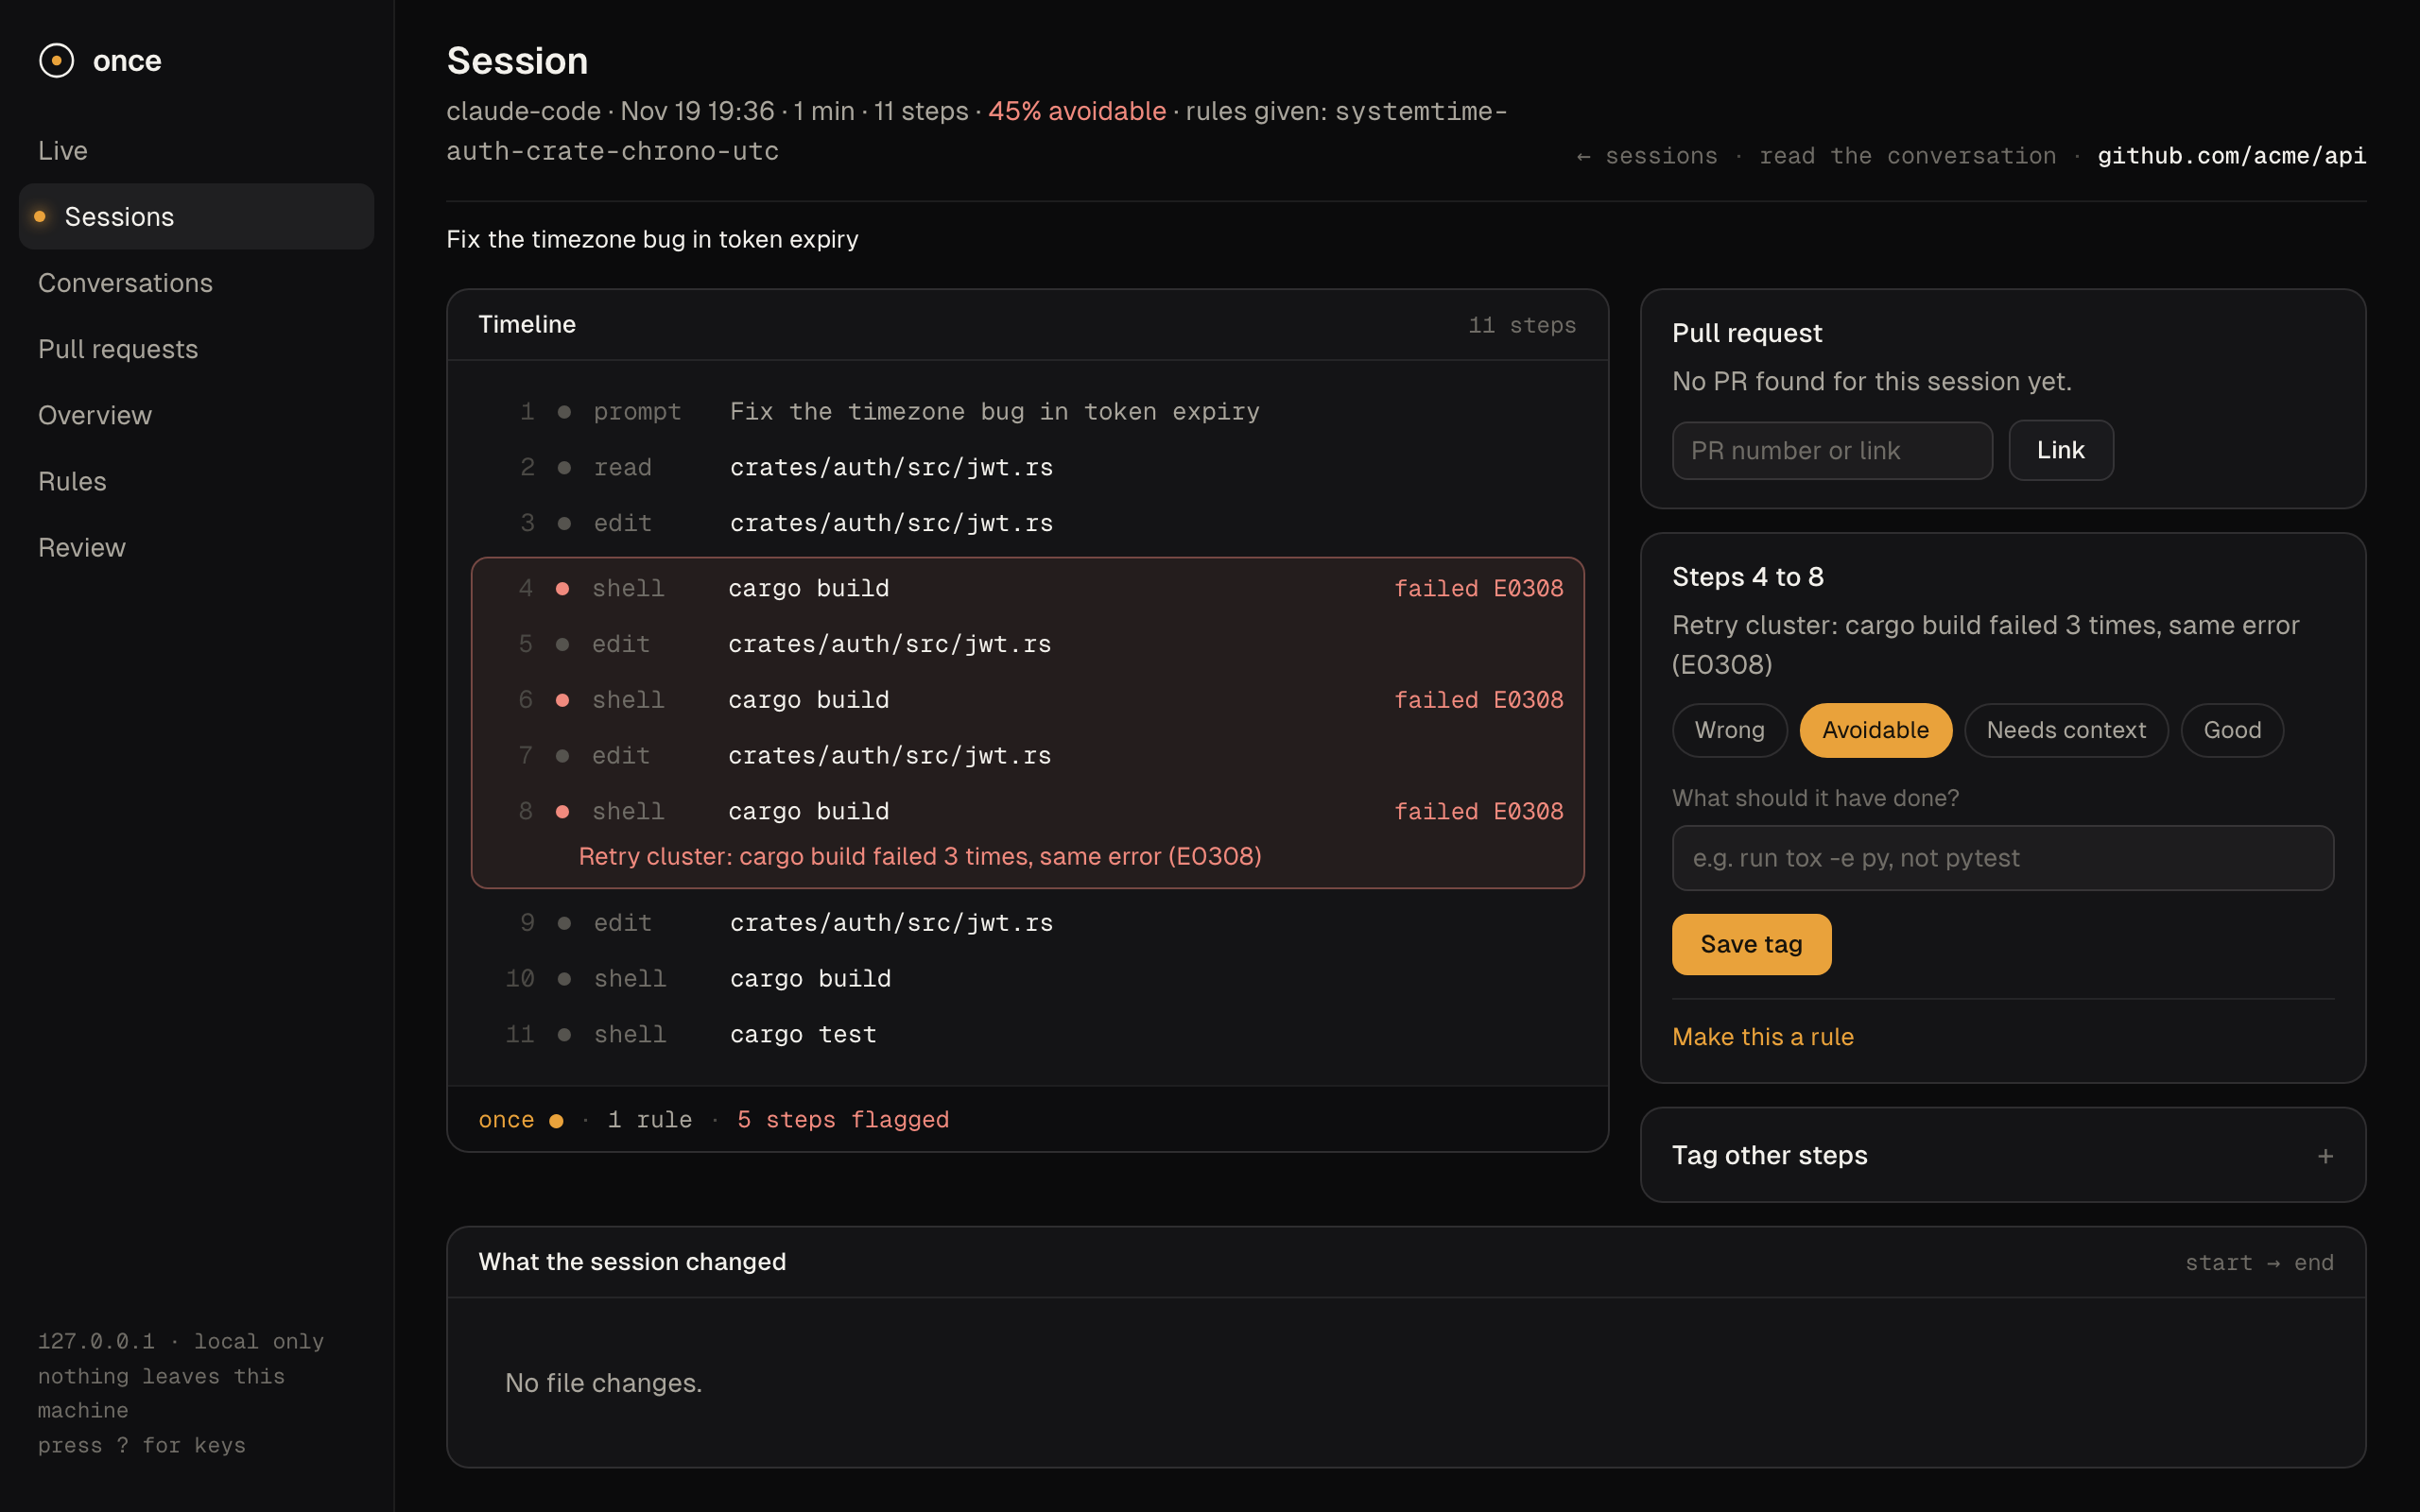 once
Live
Sessions
Conversations
Pull requests
Overview
Rules
Review
127.0.0.1 · local only
nothing leaves this
machine
press ? for keys
Session
claude-code · Nov 19 19:36 · 1 min · 11 steps · 45% avoidable · rules given: systemtime-
auth-crate-chrono-utc
← sessions · read the conversation · github.com/acme/api
Fix the timezone bug in token expiry
Timeline 11 steps
1 prompt Fix the timezone bug in token expiry
2 read crates/auth/src/jwt.rs
3 edit crates/auth/src/jwt.rs
4 shell cargo build failed E0308
5 edit crates/auth/src/jwt.rs
6 shell cargo build failed E0308
7 edit crates/auth/src/jwt.rs
8 shell cargo build failed E0308
Retry cluster: cargo build failed 3 times, same error (E0308)
9 edit crates/auth/src/jwt.rs
10 shell cargo build
11 shell cargo test
once · 1 rule · 5 steps flagged
Pull request
No PR found for this session yet.
PR number or link Link
Steps 4 to 8
Retry cluster: cargo build failed 3 times, same error
(E0308)
Wrong Avoidable Needs context Good
What should it have done?
e.g. run tox -e py, not pytest
Save tag
Make this a rule
Tag other steps +
What the session changed start → end
No file changes.